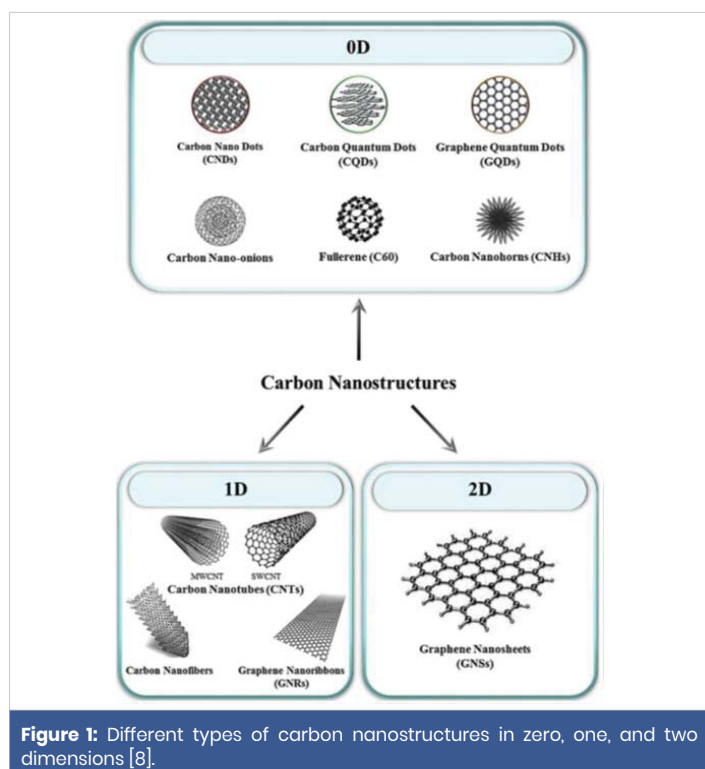 0D
Carbon Nano Dots
(CNDs)
Carbon Quantum Dots
(CQDs)
Graphene Quantum Dots
(GQDs)
Carbon Nano-onions
Fullerene (C60)
Carbon Nanohorns (CNHs)
Carbon Nanostructures
1D
MWCNT
SWCNT
Carbon Nanotubes (CNTs)
Carbon Nanofibers
Graphene Nanoribbons
(GNRs)
2D
Graphene Nanosheets
(GNSs)
Figure 1: Different types of carbon nanostructures in zero, one, and two
dimensions [8].